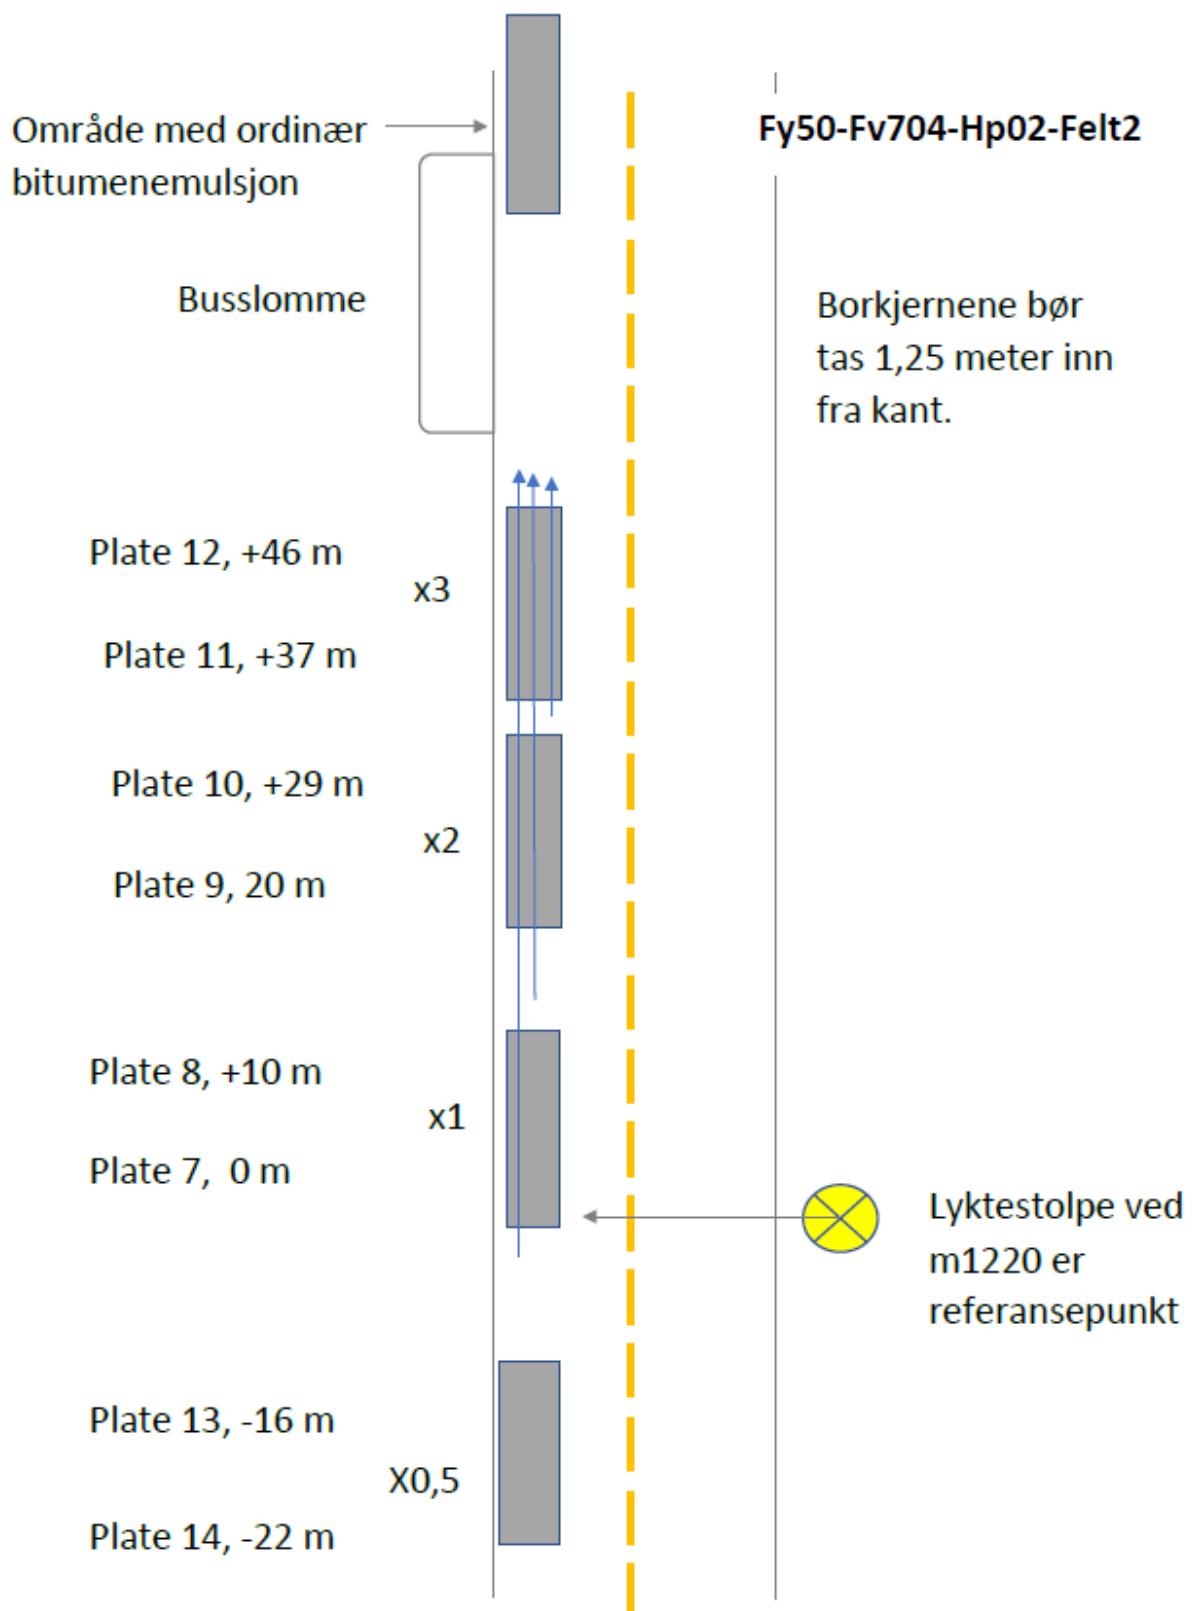 Område med ordinær
bitumenemulsjon
Fy50-Fv704-Hp02-Felt2
Busslomme
Borkjernene bør
tas 1,25 meter inn
fra kant.
Plate 12, +46 m
x3
Plate 11, +37 m
Plate 10, +29 m
x2
Plate 9, 20 m
Plate 8, +10 m
x1
Plate 7,  0 m
Lyktestolpe ved
m1220 er
referansepunkt
Plate 13, -16 m
X0,5
Plate 14, -22 m